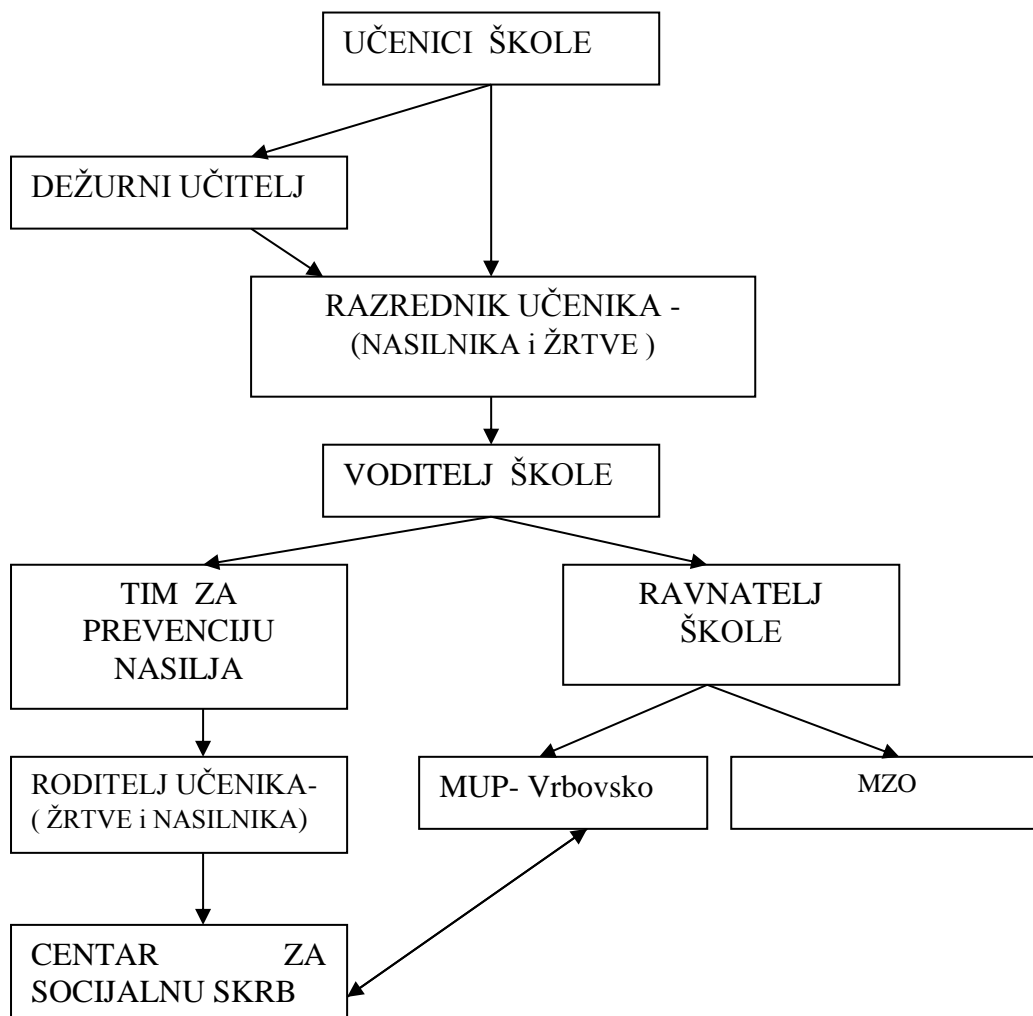 UČENICI ŠKOLE
DEŽURNI UČITELJ
RAZREDNIK UČENIKA -
(NASILNIKA i ŽRTVE )
VODITELJ ŠKOLE
TIM ZA
PREVENCIJU
NASILJA
RAVNATELJ
ŠKOLE
RODITELJ UČENIKA-
( ŽRTVE i NASILNIKA)
MUP- Vrbovsko
MZO
CENTAR ZA
SOCIJALNU SKRB